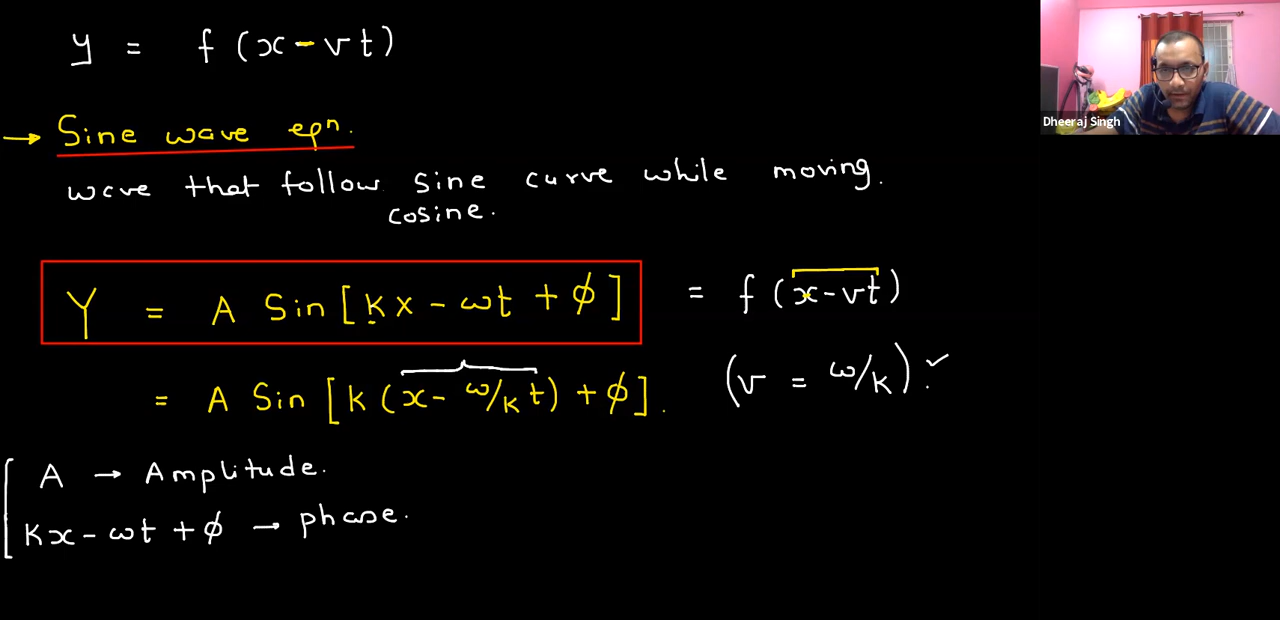 y = f (x - vt)
Dheeraj Singh
→ Sine wave eqn.
wave that follow sine curve while moving.
cosine.
Y = A Sin [kx - ωt + ϕ] = f (x - vt)
= A Sin [k (x - ω/k t) + ϕ]. (v = ω/k) ✓.
A → Amplitude.
kx - ωt + ϕ → phase.